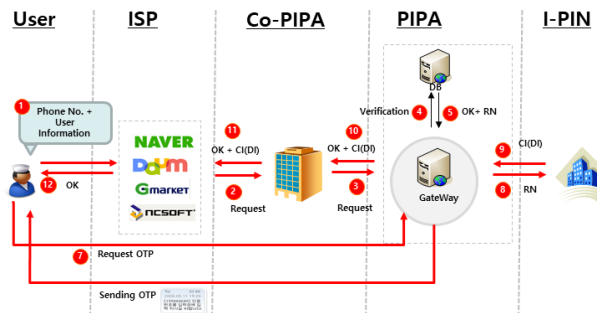 User
ISP
Co-PIPA
PIPA
I-PIN
1
Phone No. +
User
Information
DB
Verification
4
5
OK+ RN
NAVER
Daum
Gmarket
NCSOFT
11
OK + CI(DI)
2
Request
10
OK + CI(DI)
3
Request
GateWay
9
CI(DI)
8
RN
12
OK
7
Request OTP
Sending OTP